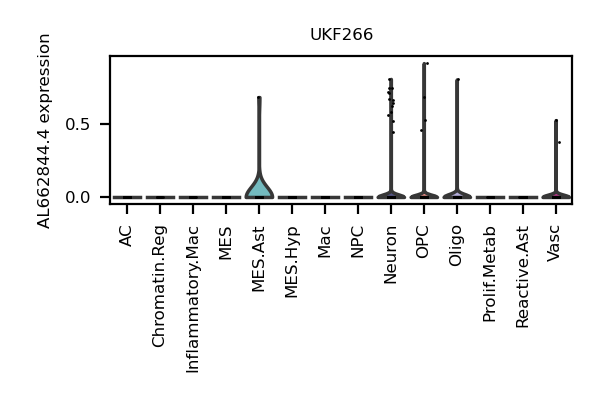 UKF266
AL662844.4 expression
0.5
0.0
AC
Chromatin.Reg
Inflammatory.Mac
MES
MES.Ast
MES.Hyp
Mac
NPC
Neuron
OPC
Oligo
Prolif.Metab
Reactive.Ast
Vasc